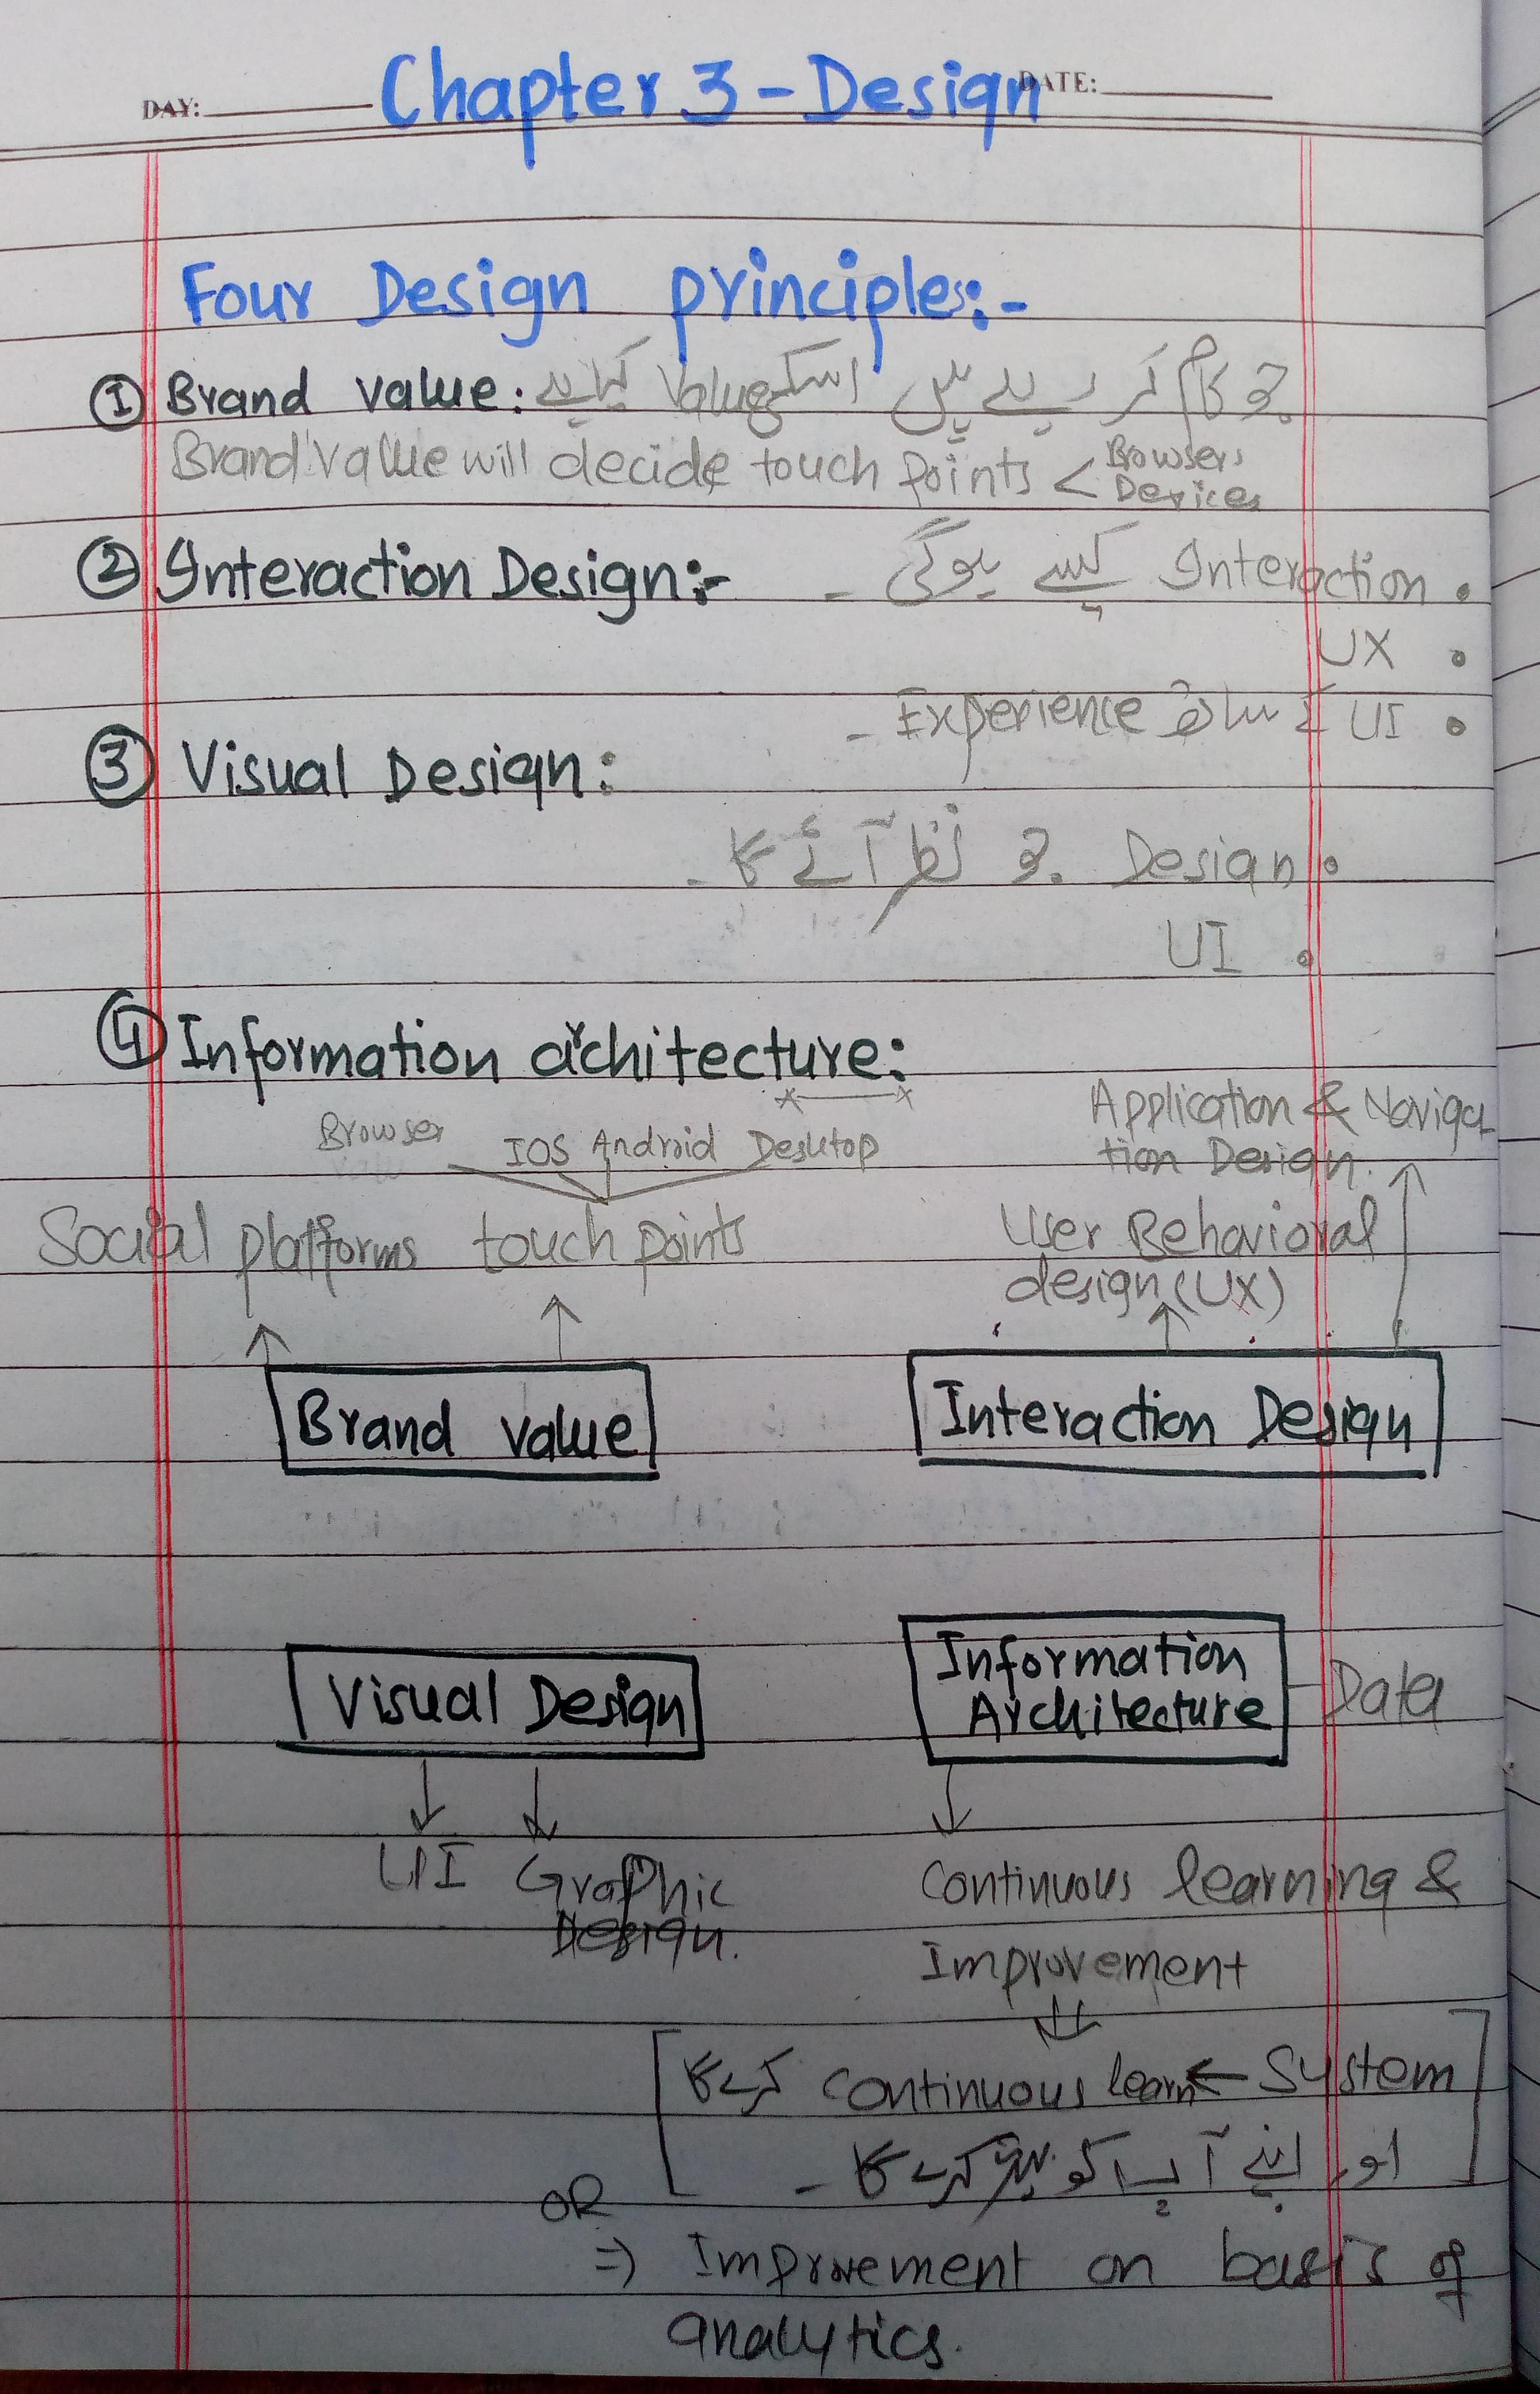 DAY: DATE:
Chapter 3 - Design
Four Design principles:-
① Brand value: جو کام کر رہے ہیں اسکی value کیا ہے
Brand value will decide touch points < Browsers
Devices
② Interaction Design:-
• Interaction کیسے ہوگی -
• UX
• UI کے ساتھ Experience -
③ Visual Design:
• Design جو نظر آئے گا -
• UI
④ Information architecture:
Browser IOS Android Desktop
Application & Naviga
tion Design.
Social platforms touch points
User Behavioral
design (UX)
Brand value
Interaction Design
Visual Design
Information
Architecture
Data
UI Graphic
Design.
Continuous learning &
Improvement
[System ← continuous learn کرے گا
اور اپنے آپ کو بہتر کرے گا -]
OR
=) Improvement on basis of
analytics.